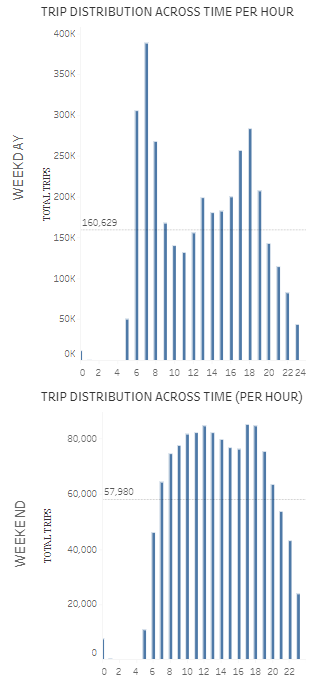 TRIP DISTRIBUTION ACROSS TIME PER HOUR
WEEKDAY
TOTAL TRIPS
400K
350K
300K
250K
200K
160,629
150K
100K
50K
0K
0 2 4 6 8 10 12 14 16 18 20 22 24
TRIP DISTRIBUTION ACROSS TIME (PER HOUR)
WEEKEND
TOTAL TRIPS
80,000
60,000
57,980
40,000
20,000
0
0 2 4 6 8 10 12 14 16 18 20 22